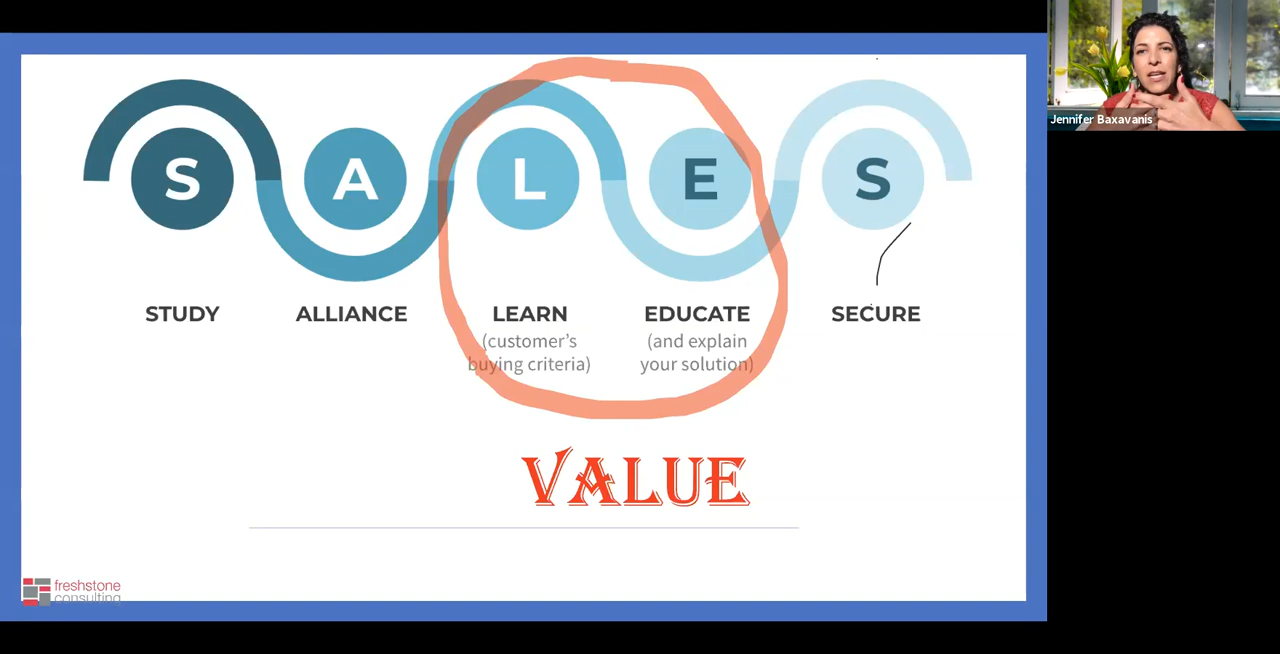 Jennifer Baxavanis
S A L E S
STUDY ALLIANCE LEARN EDUCATE SECURE
(customer's (and explain
buying criteria) your solution)
VALUE
freshstone
consulting